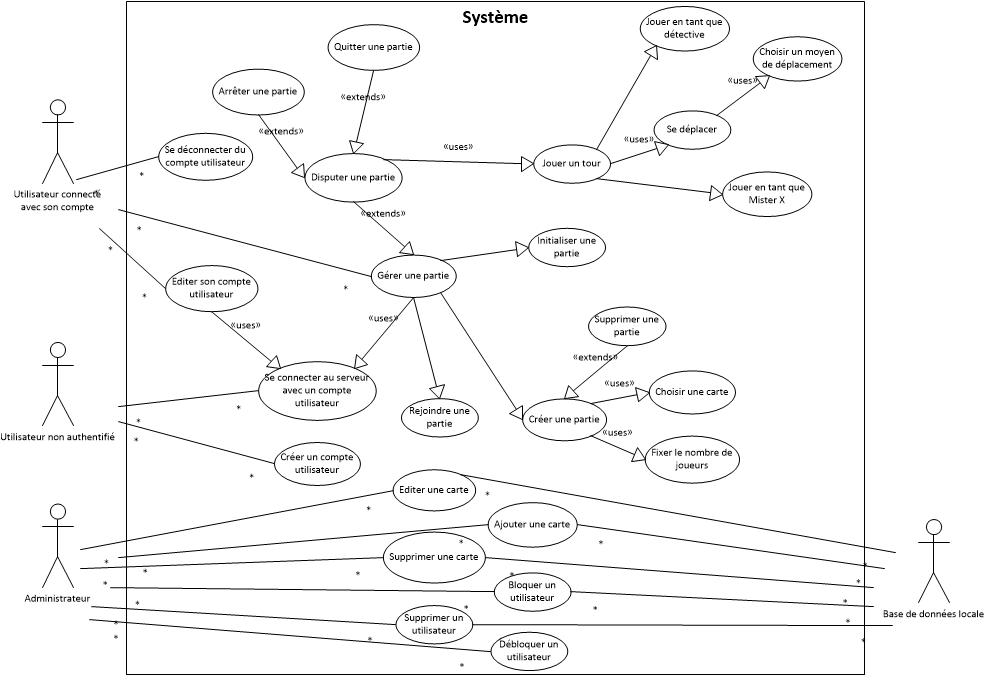 Système
Jouer en tant que
détective
Quitter une partie
Choisir un moyen
de déplacement
«uses»
Arrêter une partie
«extends»
«extends»
Se déplacer
«uses»
«uses»
Se déconnecter du
compte utilisateur
Jouer un tour
Disputer une partie
*
Jouer en tant que
Mister X
Utilisateur connecté
avec son compte
*
«extends»
*
*
Initialiser une
partie
Gérer une partie
Editer son compte
utilisateur
*
*
«uses»
«uses»
Supprimer une
partie
«extends»
Se connecter au serveur
avec un compte
utilisateur
«uses»
Choisir une carte
*
Rejoindre une
partie
Créer une partie
*
«uses»
Utilisateur non authentifié
*
Fixer le nombre de
joueurs
Créer un compte
utilisateur
*
Editer une carte
*
*
Ajouter une carte
*
*
Supprimer une carte
*
*
*
*
*
*
*
Bloquer un
utilisateur
Administrateur
*
*
*
*
Base de données locale
Supprimer un
utilisateur
*
*
*
*
*
Débloquer un
utilisateur
*